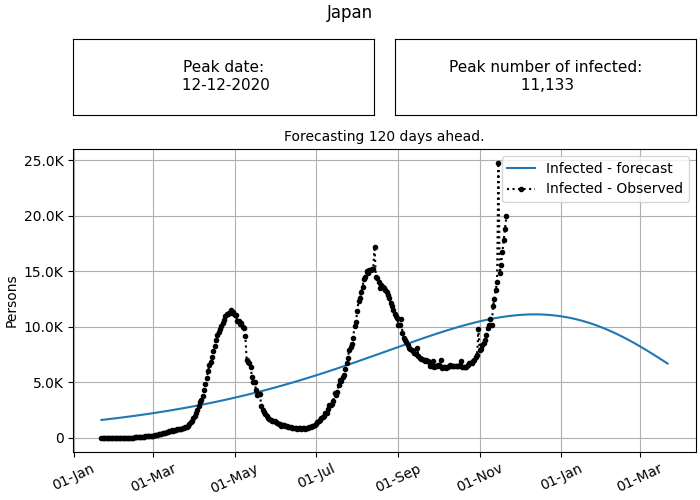 Japan
Peak date:
12-12-2020
Peak number of infected:
11,133
Forecasting 120 days ahead.
25.0K
20.0K
15.0K
10.0K
5.0K
0
Persons
Infected - forecast
Infected - Observed
01-Jan
01-Mar
01-May
01-Jul
01-Sep
01-Nov
01-Jan
01-Mar